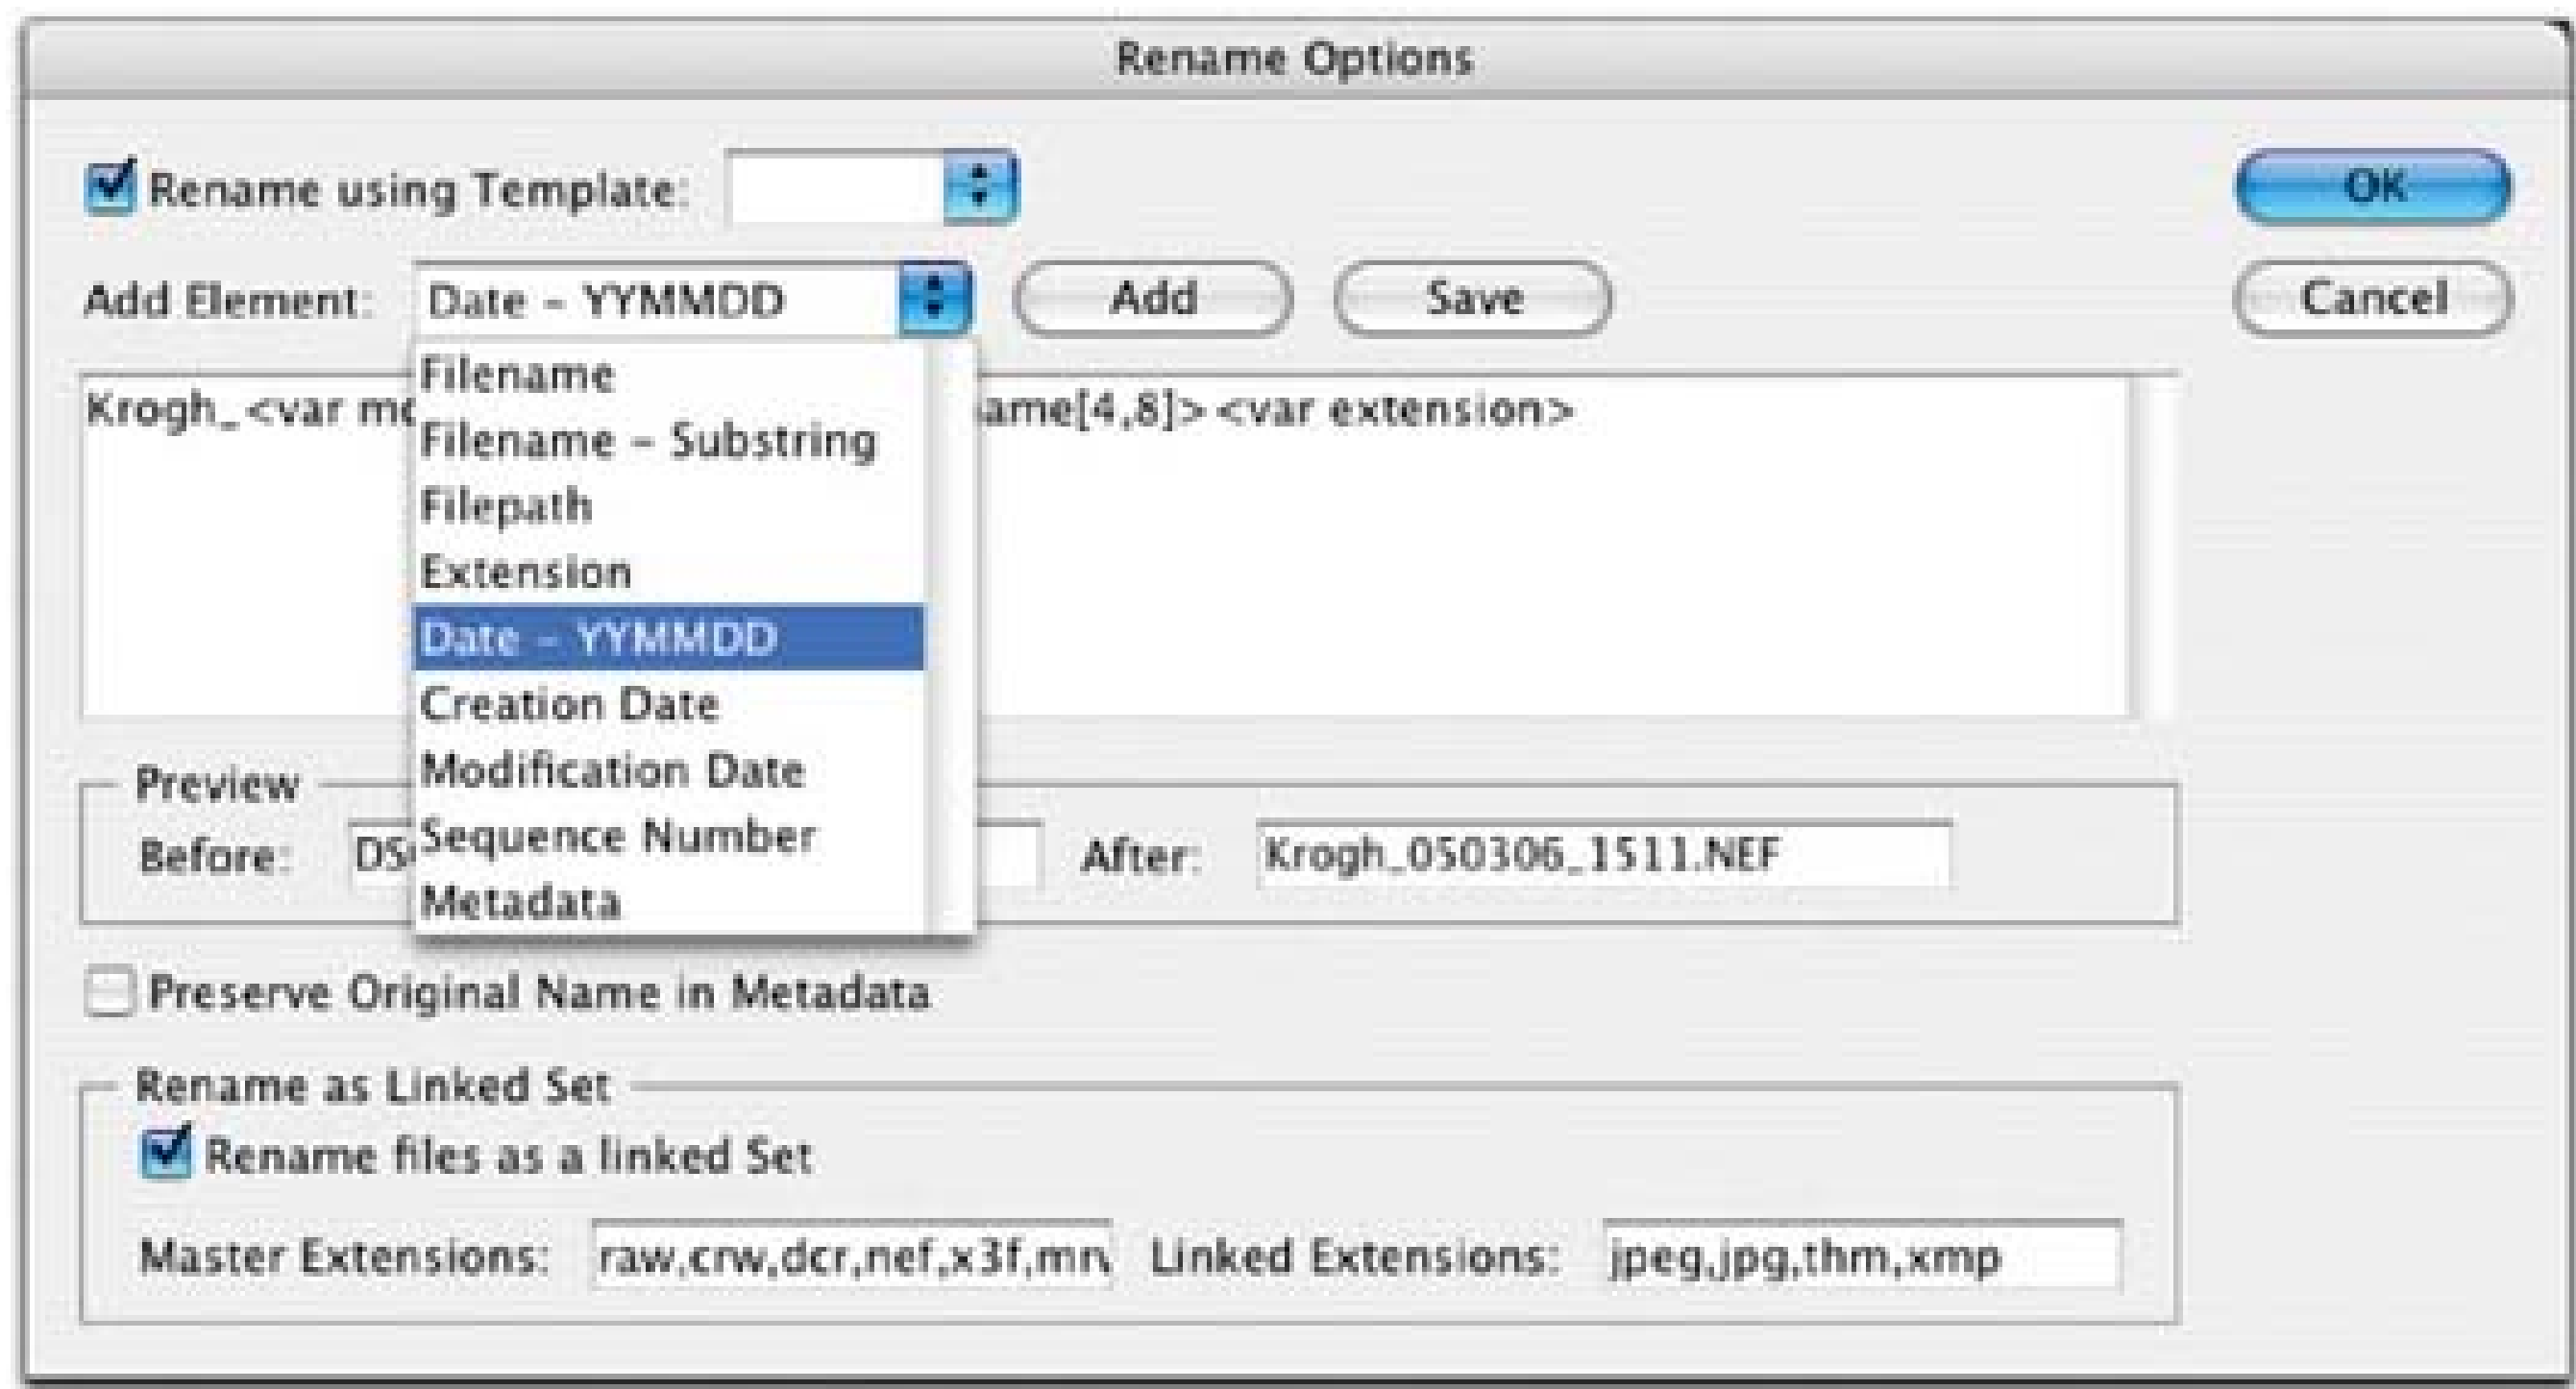 Rename Options
Rename using Template:
OK
Add Element: Date – YYMMDD Add Save Cancel
Filename
Krogh_<var mo ame[4,8]> <var extension>
Filename – Substring
Filepath
Extension
Date – YYMMDD
Creation Date
Modification Date
Preview
Sequence Number
Before: DS After: Krogh_050306_1511.NEF
Metadata
Preserve Original Name in Metadata
Rename as Linked Set
Rename files as a linked Set
Master Extensions: raw,crw,dcr,nef,x3f,mrv Linked Extensions: jpeg,jpg,thm,xmp